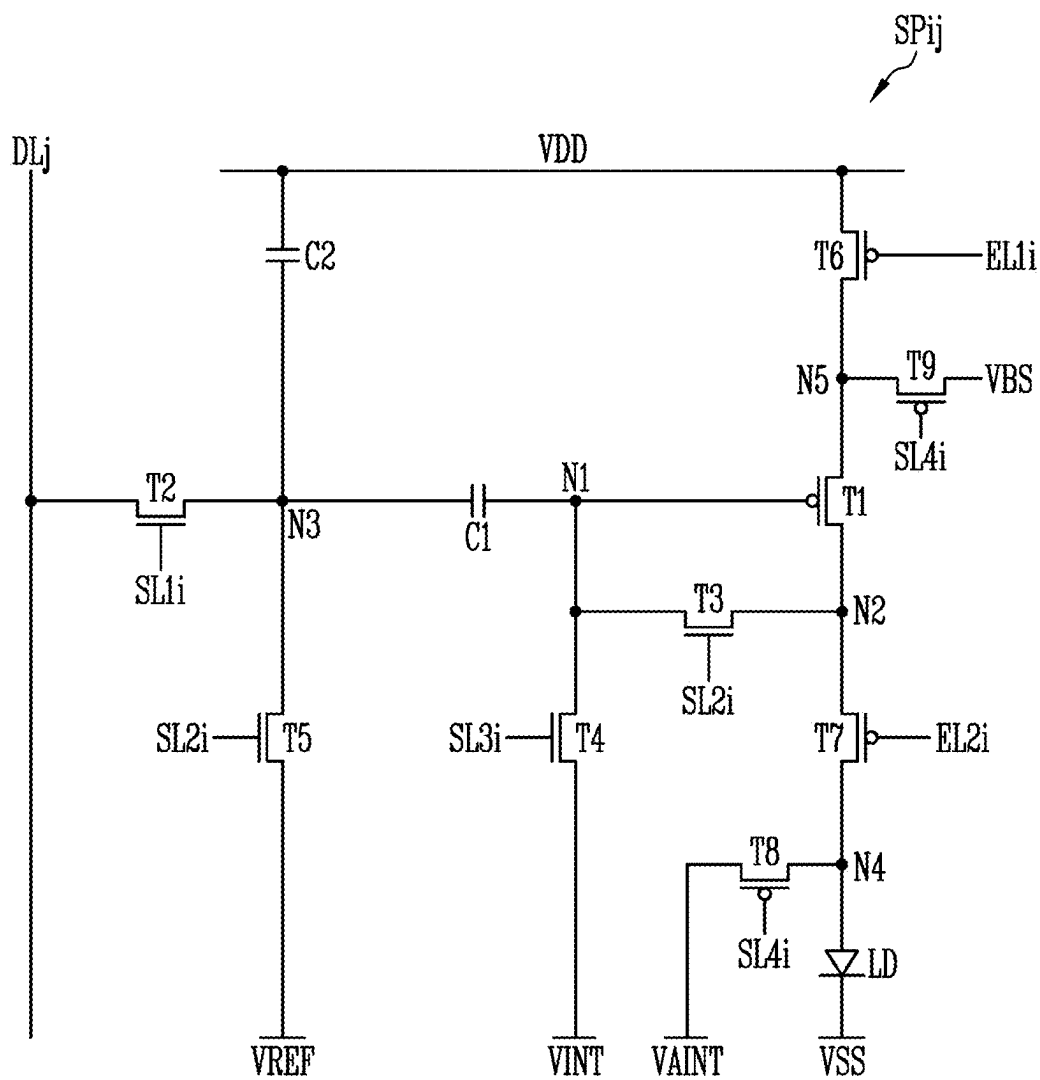 SPij
DLj
VDD
C2
T6
EL1i
N5
T9
VBS
SL4i
T2
N3
C1
N1
T1
SL1i
T3
N2
SL2i
SL2i
T5
SL3i
T4
T7
EL2i
T8
N4
SL4i
LD
VREF
VINT
VAINT
VSS